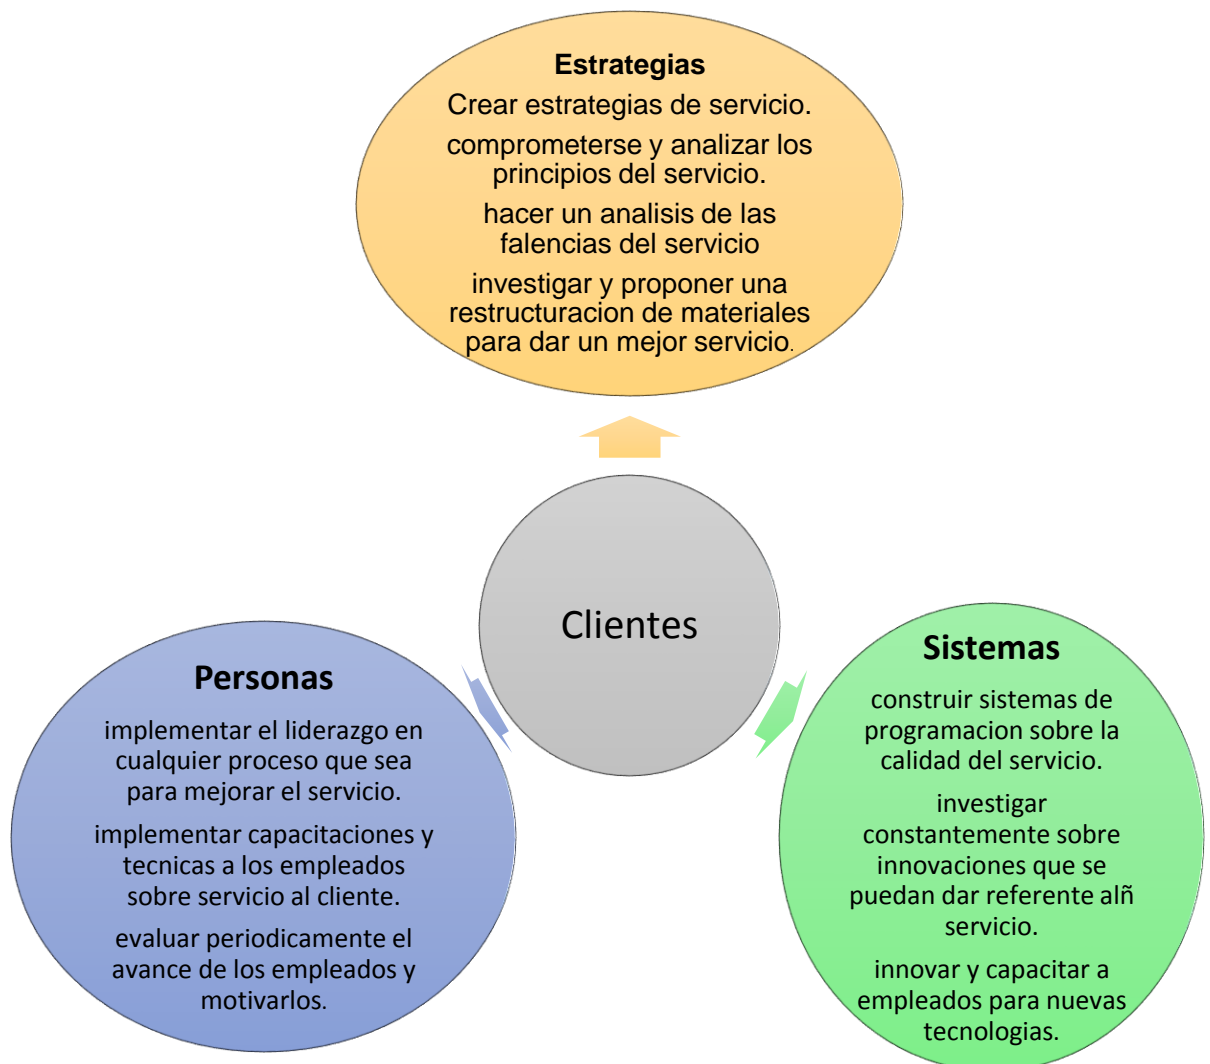 Estrategias
Crear estrategias de servicio.
comprometerse y analizar los
principios del servicio.
hacer un analisis de las
falencias del servicio
investigar y proponer una
restructuracion de materiales
para dar un mejor servicio.
Clientes
Personas
implementar el liderazgo en
cualquier proceso que sea
para mejorar el servicio.
implementar capacitaciones y
tecnicas a los empleados
sobre servicio al cliente.
evaluar periodicamente el
avance de los empleados y
motivarlos.
Sistemas
construir sistemas de
programacion sobre la
calidad del servicio.
investigar
constantemente sobre
innovaciones que se
puedan dar referente alñ
servicio.
innovar y capacitar a
empleados para nuevas
tecnologias.